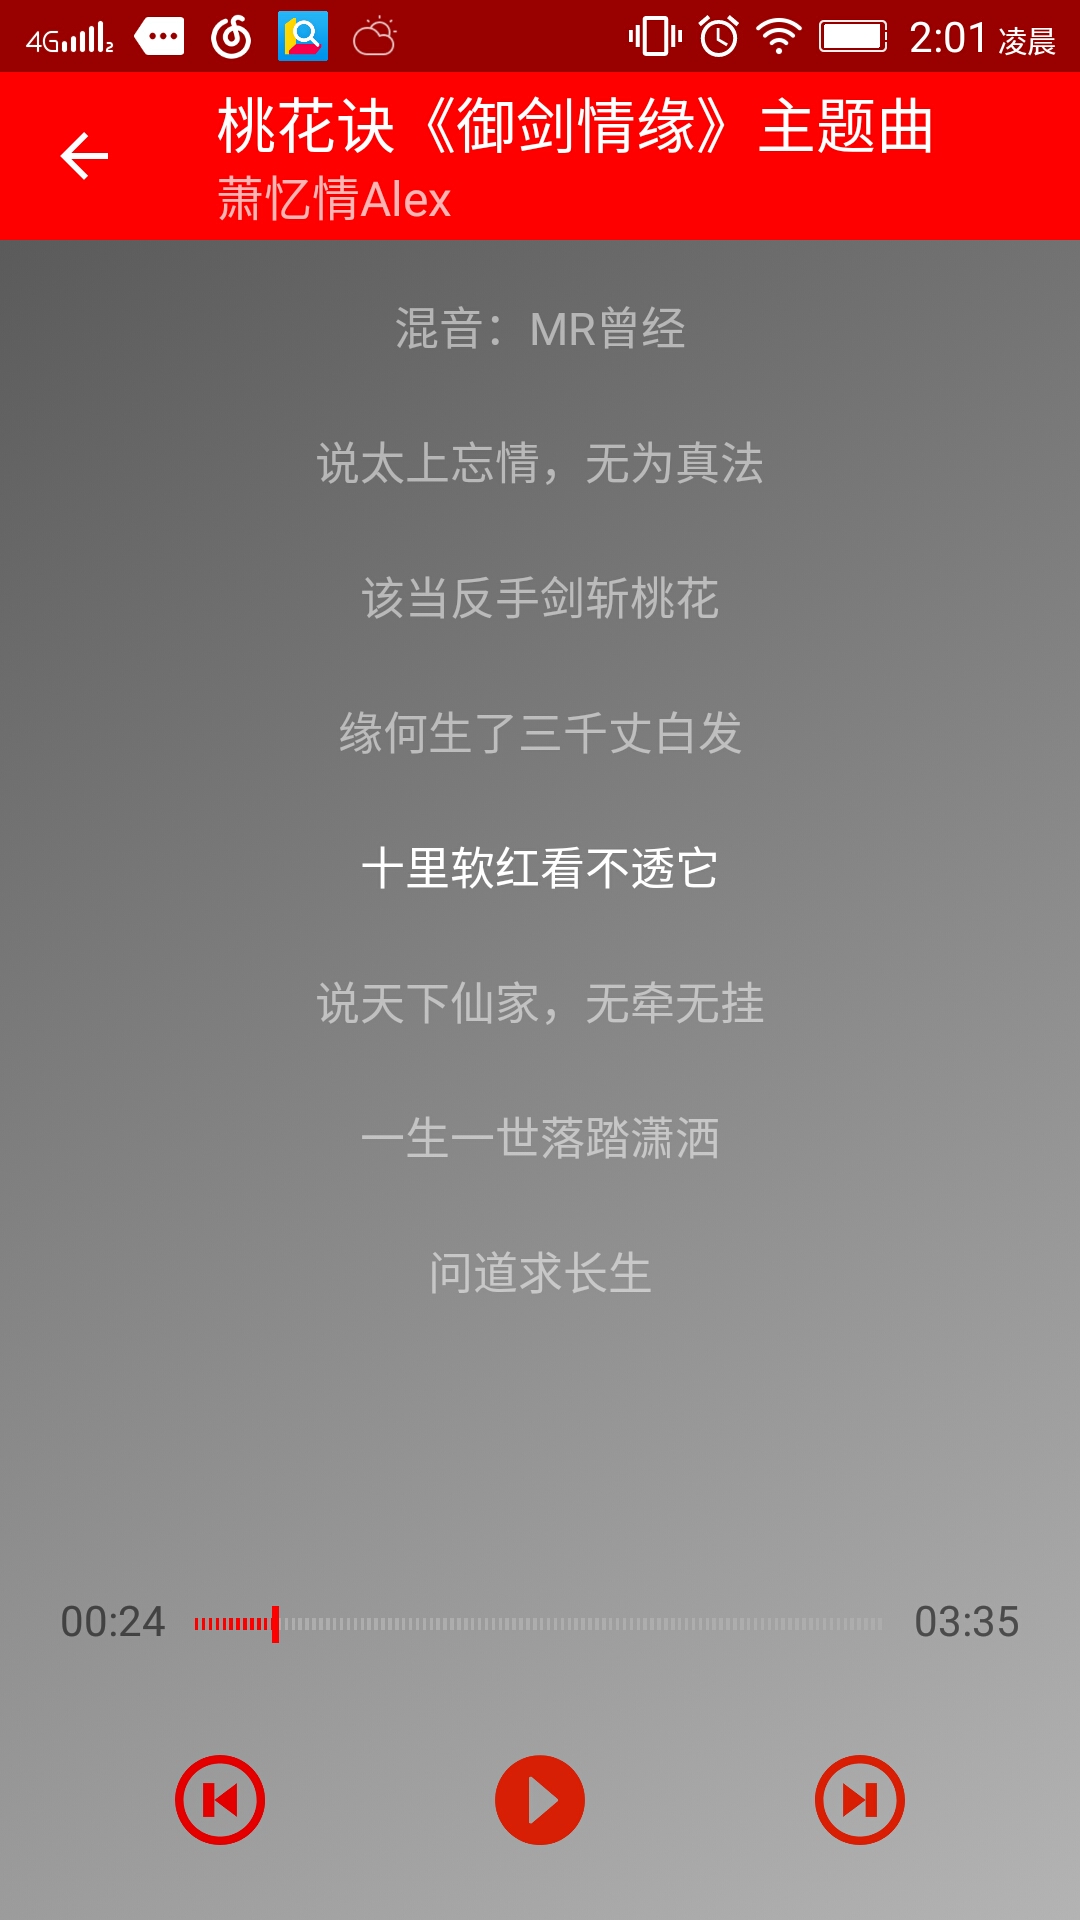 4G 2 2:01 凌晨
桃花诀《御剑情缘》主题曲
萧忆情Alex
混音：MR曾经
说太上忘情，无为真法
该当反手剑斩桃花
缘何生了三千丈白发
十里软红看不透它
说天下仙家，无牵无挂
一生一世落踏潇洒
问道求长生
00:24 03:35